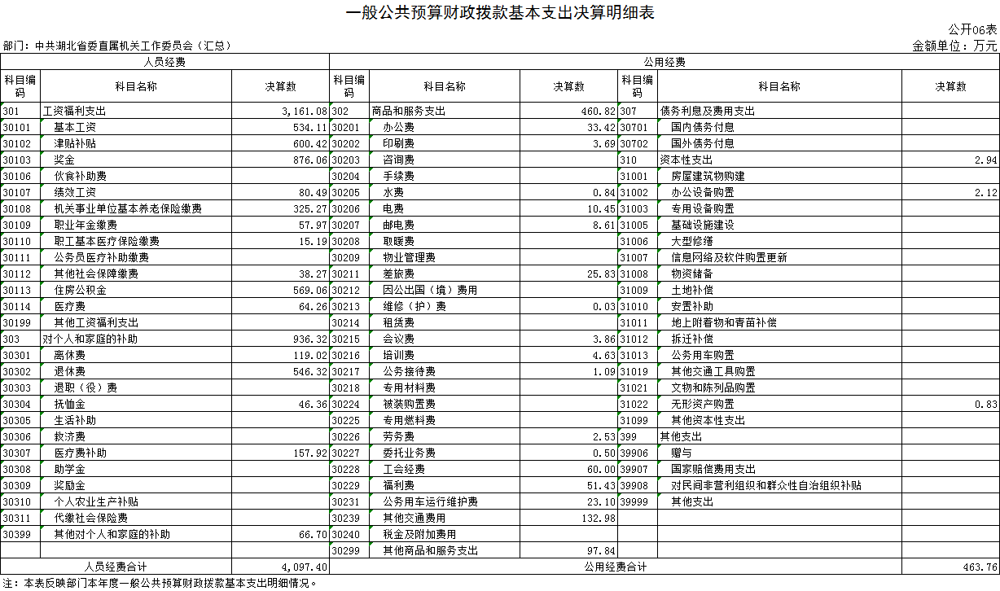 一般公共预算财政拨款基本支出决算明细表
公开06表
部门：中共湖北省委直属机关工作委员会（汇总） 金额单位：万元
人员经费 公用经费
科目编码 科目名称 决算数 科目编码 科目名称 决算数 科目编码 科目名称 决算数
301 工资福利支出 3,161.08 302 商品和服务支出 460.82 307 债务利息及费用支出
30101 基本工资 534.11 30201 办公费 33.42 30701 国内债务付息
30102 津贴补贴 600.42 30202 印刷费 3.69 30702 国外债务付息
30103 奖金 876.06 30203 咨询费 310 资本性支出 2.94
30106 伙食补助费 30204 手续费 31001 房屋建筑物购建
30107 绩效工资 80.49 30205 水费 0.84 31002 办公设备购置 2.12
30108 机关事业单位基本养老保险缴费 325.27 30206 电费 10.45 31003 专用设备购置
30109 职业年金缴费 57.97 30207 邮电费 8.61 31005 基础设施建设
30110 职工基本医疗保险缴费 15.19 30208 取暖费 31006 大型修缮
30111 公务员医疗补助缴费 30209 物业管理费 31007 信息网络及软件购置更新
30112 其他社会保障缴费 38.27 30211 差旅费 25.83 31008 物资储备
30113 住房公积金 569.06 30212 因公出国（境）费用 31009 土地补偿
30114 医疗费 64.26 30213 维修（护）费 0.03 31010 安置补助
30199 其他工资福利支出 30214 租赁费 31011 地上附着物和青苗补偿
303 对个人和家庭的补助 936.32 30215 会议费 3.86 31012 拆迁补偿
30301 离休费 119.02 30216 培训费 4.63 31013 公务用车购置
30302 退休费 546.32 30217 公务接待费 1.09 31019 其他交通工具购置
30303 退职（役）费 30218 专用材料费 31021 文物和陈列品购置
30304 抚恤金 46.36 30224 被装购置费 31022 无形资产购置 0.83
30305 生活补助 30225 专用燃料费 31099 其他资本性支出
30306 救济费 30226 劳务费 2.53 399 其他支出
30307 医疗费补助 157.92 30227 委托业务费 0.50 39906 赠与
30308 助学金 30228 工会经费 60.00 39907 国家赔偿费用支出
30309 奖励金 30229 福利费 51.43 39908 对民间非营利组织和群众性自治组织补贴
30310 个人农业生产补贴 30231 公务用车运行维护费 23.10 39999 其他支出
30311 代缴社会保险费 30239 其他交通费用 132.98
30399 其他对个人和家庭的补助 66.70 30240 税金及附加费用
30299 其他商品和服务支出 97.84
人员经费合计 4,097.40 公用经费合计 463.76
注：本表反映部门本年度一般公共预算财政拨款基本支出明细情况。